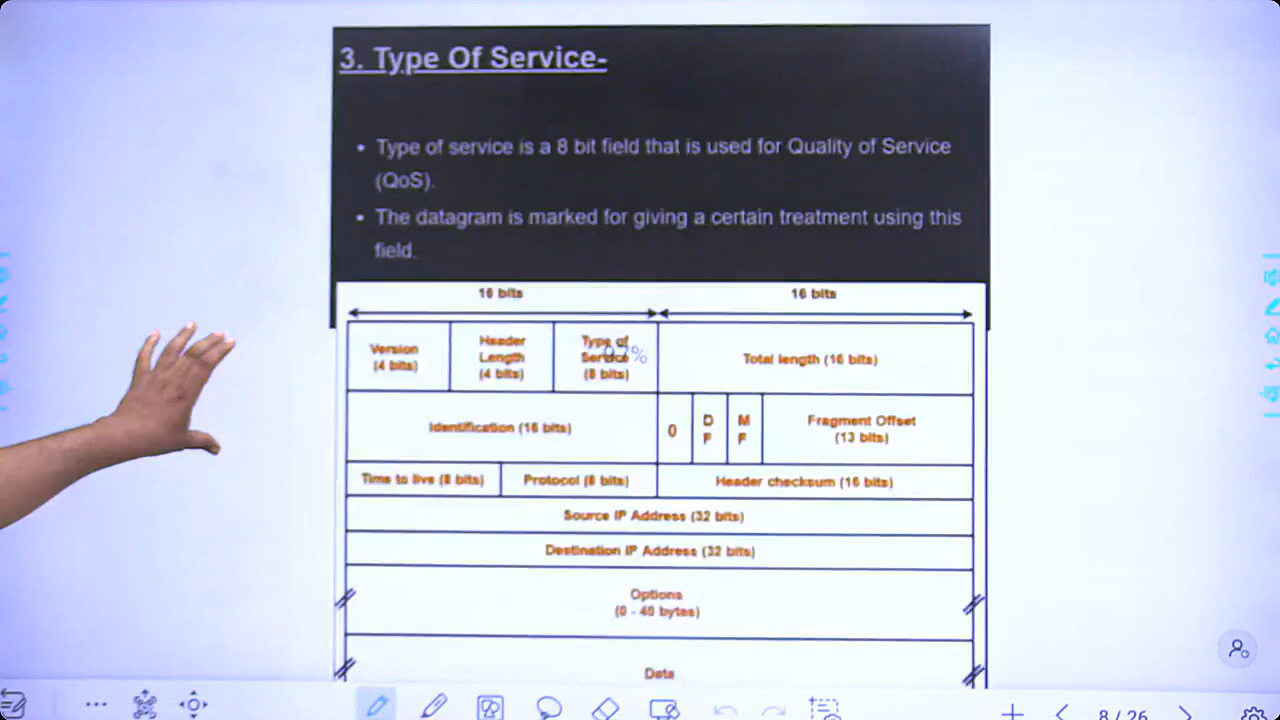 3. Type Of Service-
• Type of service is a 8 bit field that is used for Quality of Service
(QoS).
• The datagram is marked for giving a certain treatment using this
field.
16 bits 16 bits
Version
(4 bits)
Header
Length
(4 bits)
Type of
Service
(8 bits)
Total length (16 bits)
Identification (16 bits)
0
D
F
M
F
Fragment Offset
(13 bits)
Time to live (8 bits)
Protocol (8 bits)
Header checksum (16 bits)
Source IP Address (32 bits)
Destination IP Address (32 bits)
Options
(0 - 40 bytes)
Data
8 / 26